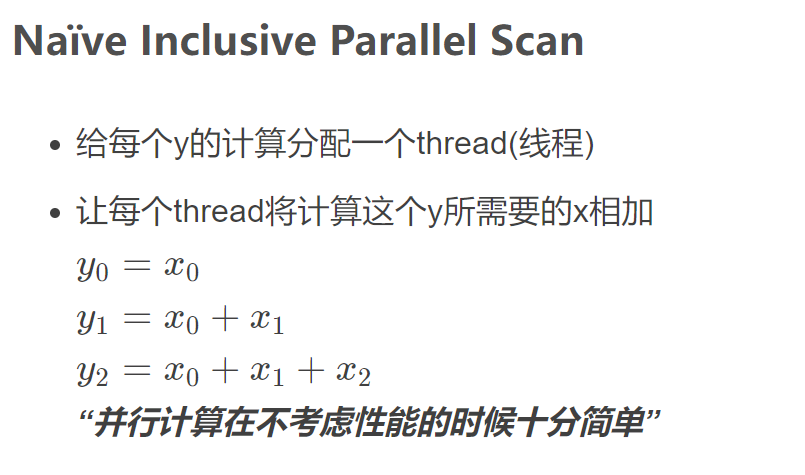 Naïve Inclusive Parallel Scan
• 给每个y的计算分配一个thread(线程)
• 让每个thread将计算这个y所需要的x相加
y₀ = x₀
y₁ = x₀ + x₁
y₂ = x₀ + x₁ + x₂
“并行计算在不考虑性能的时候十分简单”